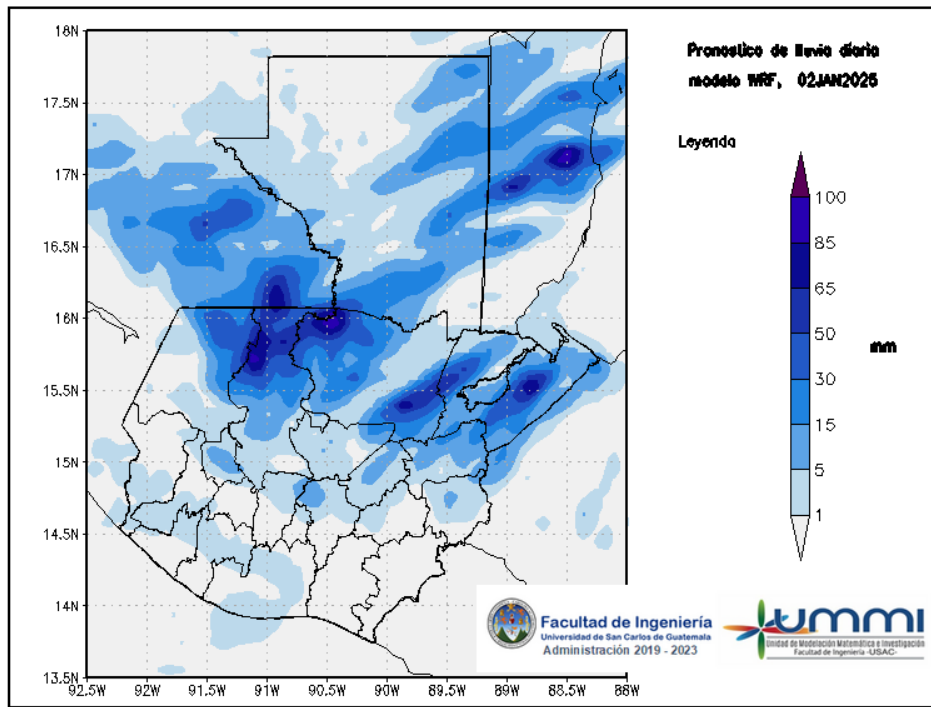 Pronostico de lluvia diaria
modelo WRF, 02JAN2025
Leyenda
100
85
65
50
30
15
5
1
mm
18N
17.5N
17N
16.5N
16N
15.5N
15N
14.5N
14N
13.5N
92.5W
92W
91.5W
91W
90.5W
90W
89.5W
89W
88.5W
88W
Facultad de Ingeniería
Universidad de San Carlos de Guatemala
Administración 2019 - 2023
ummi
Unidad de Modelación Matemática e Investigación
Facultad de Ingeniería -USAC-